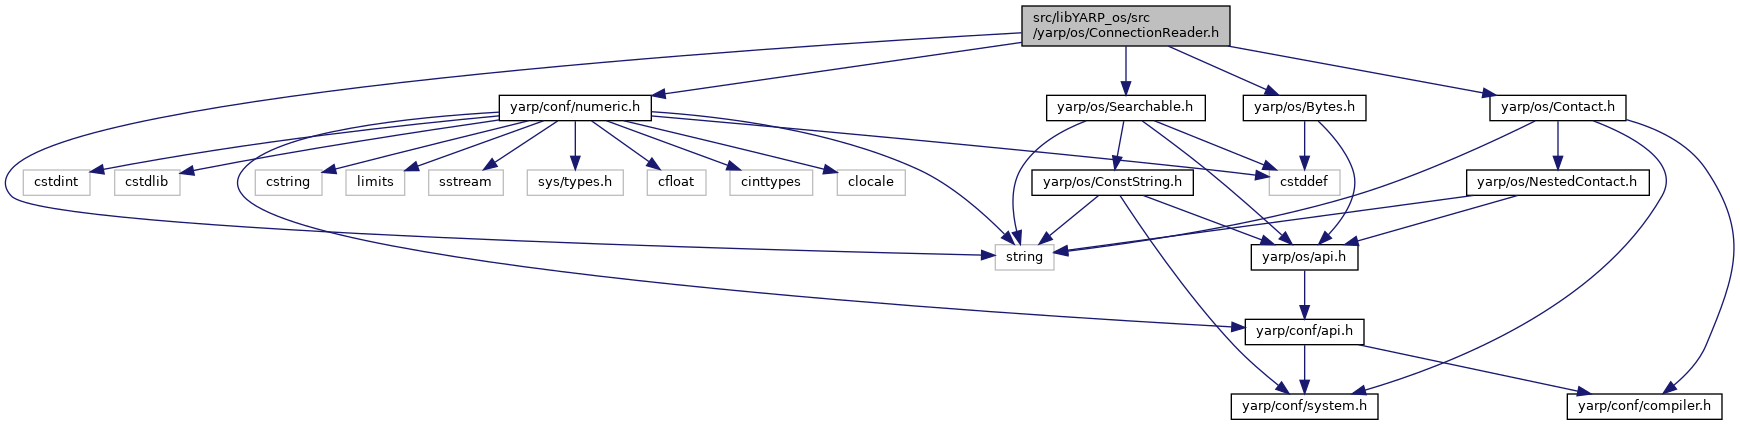 src/libYARP_os/src
/yarp/os/ConnectionReader.h
yarp/conf/numeric.h
yarp/os/Searchable.h
yarp/os/Bytes.h
yarp/os/Contact.h
cstdint
cstdlib
cstring
limits
sstream
sys/types.h
cfloat
cinttypes
clocale
yarp/os/ConstString.h
cstddef
yarp/os/NestedContact.h
string
yarp/os/api.h
yarp/conf/api.h
yarp/conf/system.h
yarp/conf/compiler.h